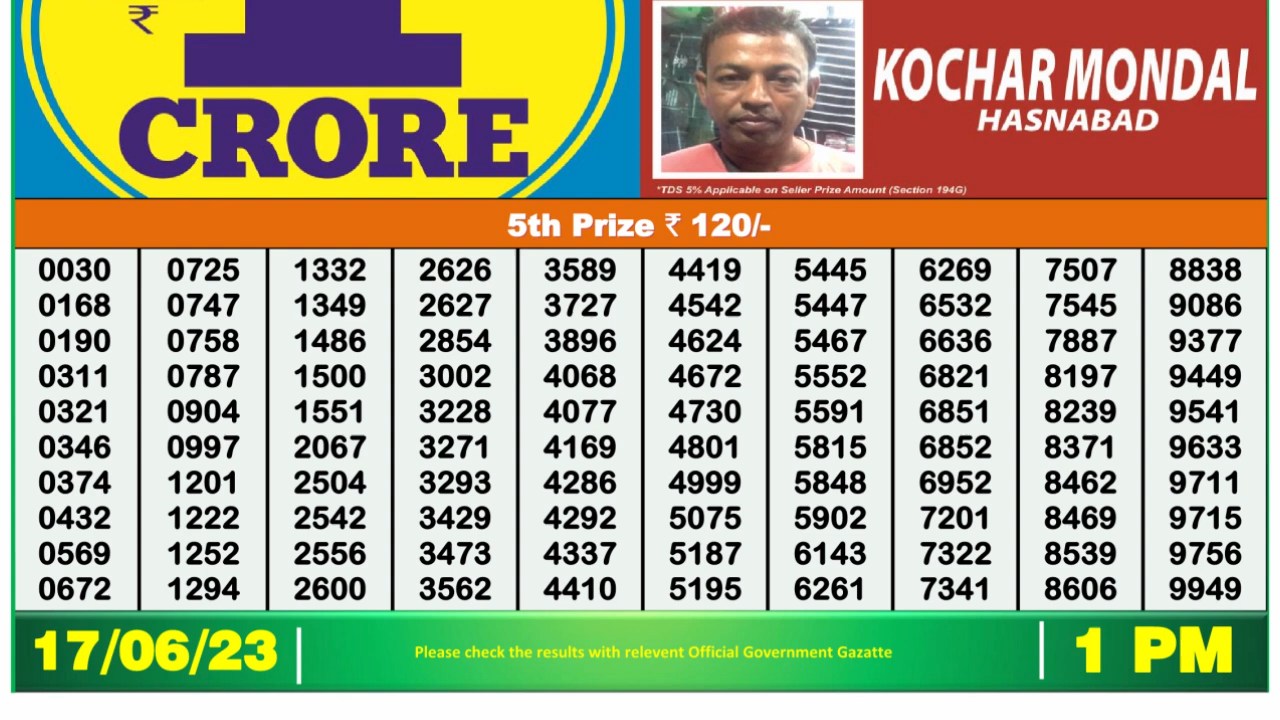 ₹ 1
CRORE
KOCHAR MONDAL
HASNABAD
*TDS 5% Applicable on Seller Prize Amount (Section 194G)
5th Prize ₹ 120/-
0030 0725 1332 2626 3589 4419 5445 6269 7507 8838
0168 0747 1349 2627 3727 4542 5447 6532 7545 9086
0190 0758 1486 2854 3896 4624 5467 6636 7887 9377
0311 0787 1500 3002 4068 4672 5552 6821 8197 9449
0321 0904 1551 3228 4077 4730 5591 6851 8239 9541
0346 0997 2067 3271 4169 4801 5815 6852 8371 9633
0374 1201 2504 3293 4286 4999 5848 6952 8462 9711
0432 1222 2542 3429 4292 5075 5902 7201 8469 9715
0569 1252 2556 3473 4337 5187 6143 7322 8539 9756
0672 1294 2600 3562 4410 5195 6261 7341 8606 9949
17/06/23 Please check the results with relevent Official Government Gazatte 1 PM